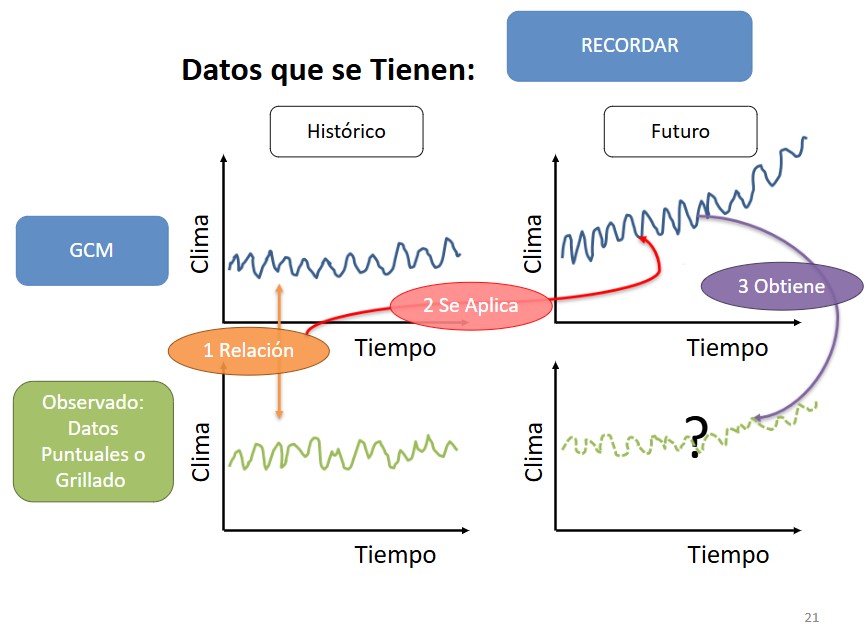 RECORDAR
Datos que se Tienen:
Histórico
Futuro
GCM
Clima
Clima
3 Obtiene
2 Se Aplica
1 Relación
Tiempo
Tiempo
Observado:
Datos
Puntuales o
Grillado
Clima
Clima
?
Tiempo
Tiempo
21